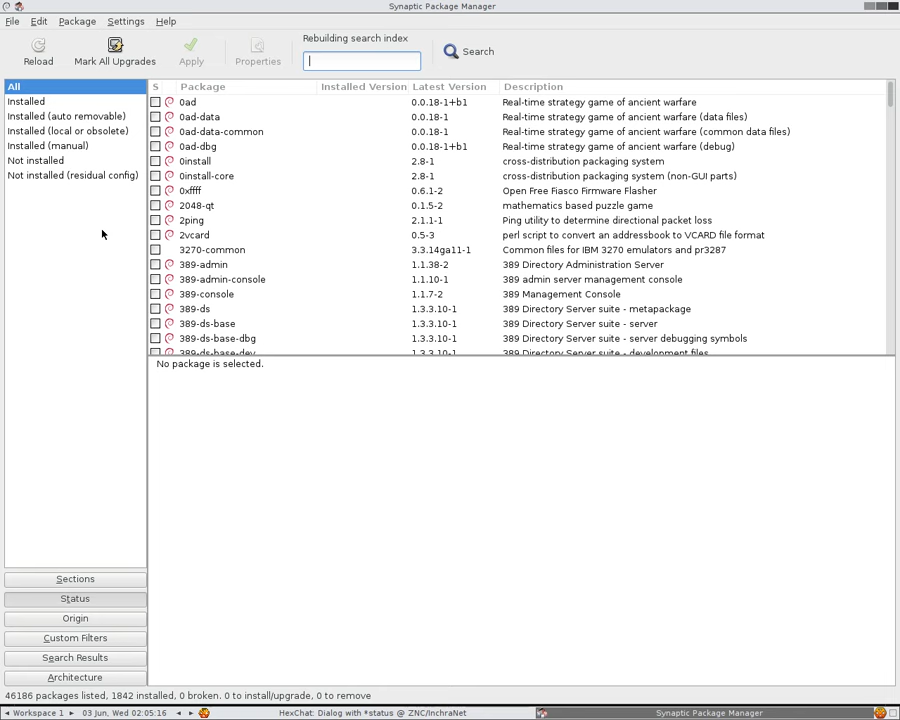 Synaptic Package Manager
File Edit Package Settings Help
Reload Mark All Upgrades Apply Properties Rebuilding search index Search
All
Installed
Installed (auto removable)
Installed (local or obsolete)
Installed (manual)
Not installed
Not installed (residual config)
S Package Installed Version Latest Version Description
0ad 0.0.18-1+b1 Real-time strategy game of ancient warfare
0ad-data 0.0.18-1 Real-time strategy game of ancient warfare (data files)
0ad-data-common 0.0.18-1 Real-time strategy game of ancient warfare (common data files)
0ad-dbg 0.0.18-1+b1 Real-time strategy game of ancient warfare (debug)
0install 2.8-1 cross-distribution packaging system
0install-core 2.8-1 cross-distribution packaging system (non-GUI parts)
0xffff 0.6.1-2 Open Free Fiasco Firmware Flasher
2048-qt 0.1.5-2 mathematics based puzzle game
2ping 2.1.1-1 Ping utility to determine directional packet loss
2vcard 0.5-3 perl script to convert an addressbook to VCARD file format
3270-common 3.3.14ga11-1 Common files for IBM 3270 emulators and pr3287
389-admin 1.1.38-2 389 Directory Administration Server
389-admin-console 1.1.10-1 389 admin server management console
389-console 1.1.7-2 389 Management Console
389-ds 1.3.3.10-1 389 Directory Server suite - metapackage
389-ds-base 1.3.3.10-1 389 Directory Server suite - server
389-ds-base-dbg 1.3.3.10-1 389 Directory Server suite - server debugging symbols
389-ds-base-dev 1.3.3.10-1 389 Directory Server suite - development files
No package is selected.
Sections
Status
Origin
Custom Filters
Search Results
Architecture
46186 packages listed, 1842 installed, 0 broken. 0 to install/upgrade, 0 to remove
Workspace 1 03 Jun, Wed 02:05:16 HexChat: Dialog with *status @ ZNC/InchraNet Synaptic Package Manager